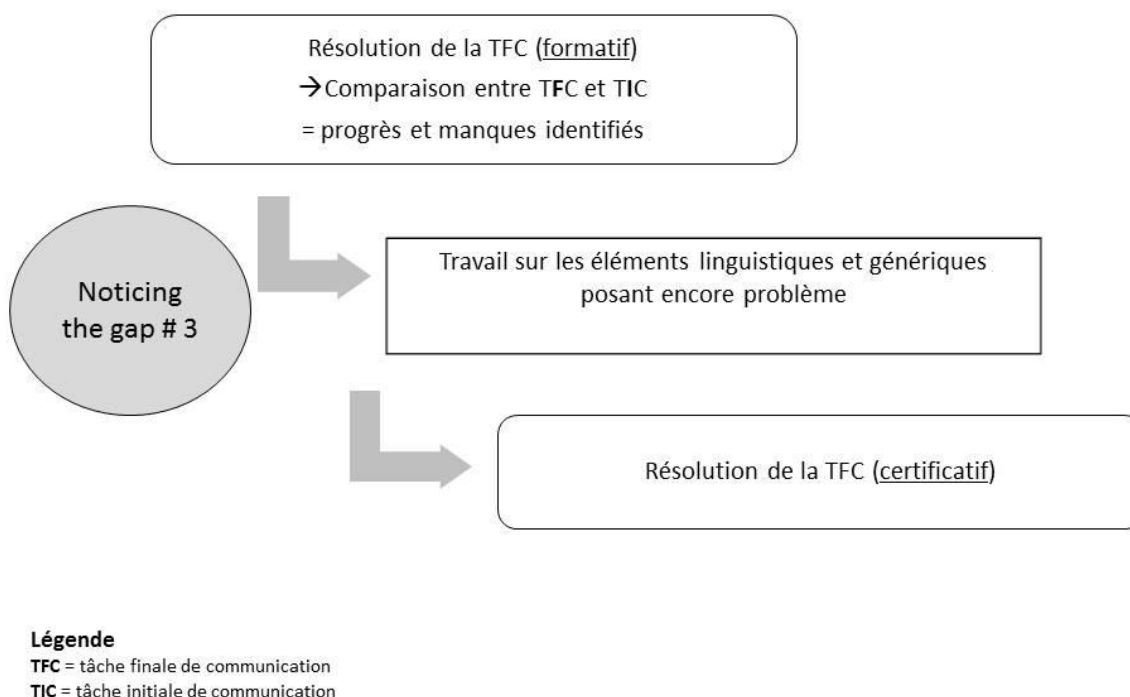 Résolution de la TFC (formatif)
→Comparaison entre TFC et TIC
= progrès et manques identifiés
Noticing
the gap # 3
Travail sur les éléments linguistiques et génériques
posant encore problème
Résolution de la TFC (certificatif)
Légende
TFC = tâche finale de communication
TIC = tâche initiale de communication